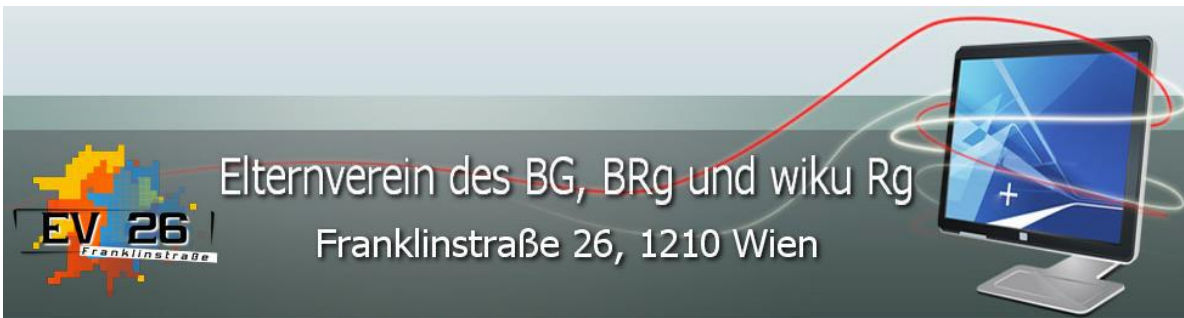 Elternverein des BG, BRg und wiku Rg
Franklinstraße 26, 1210 Wien
EV 26
Franklinstraße